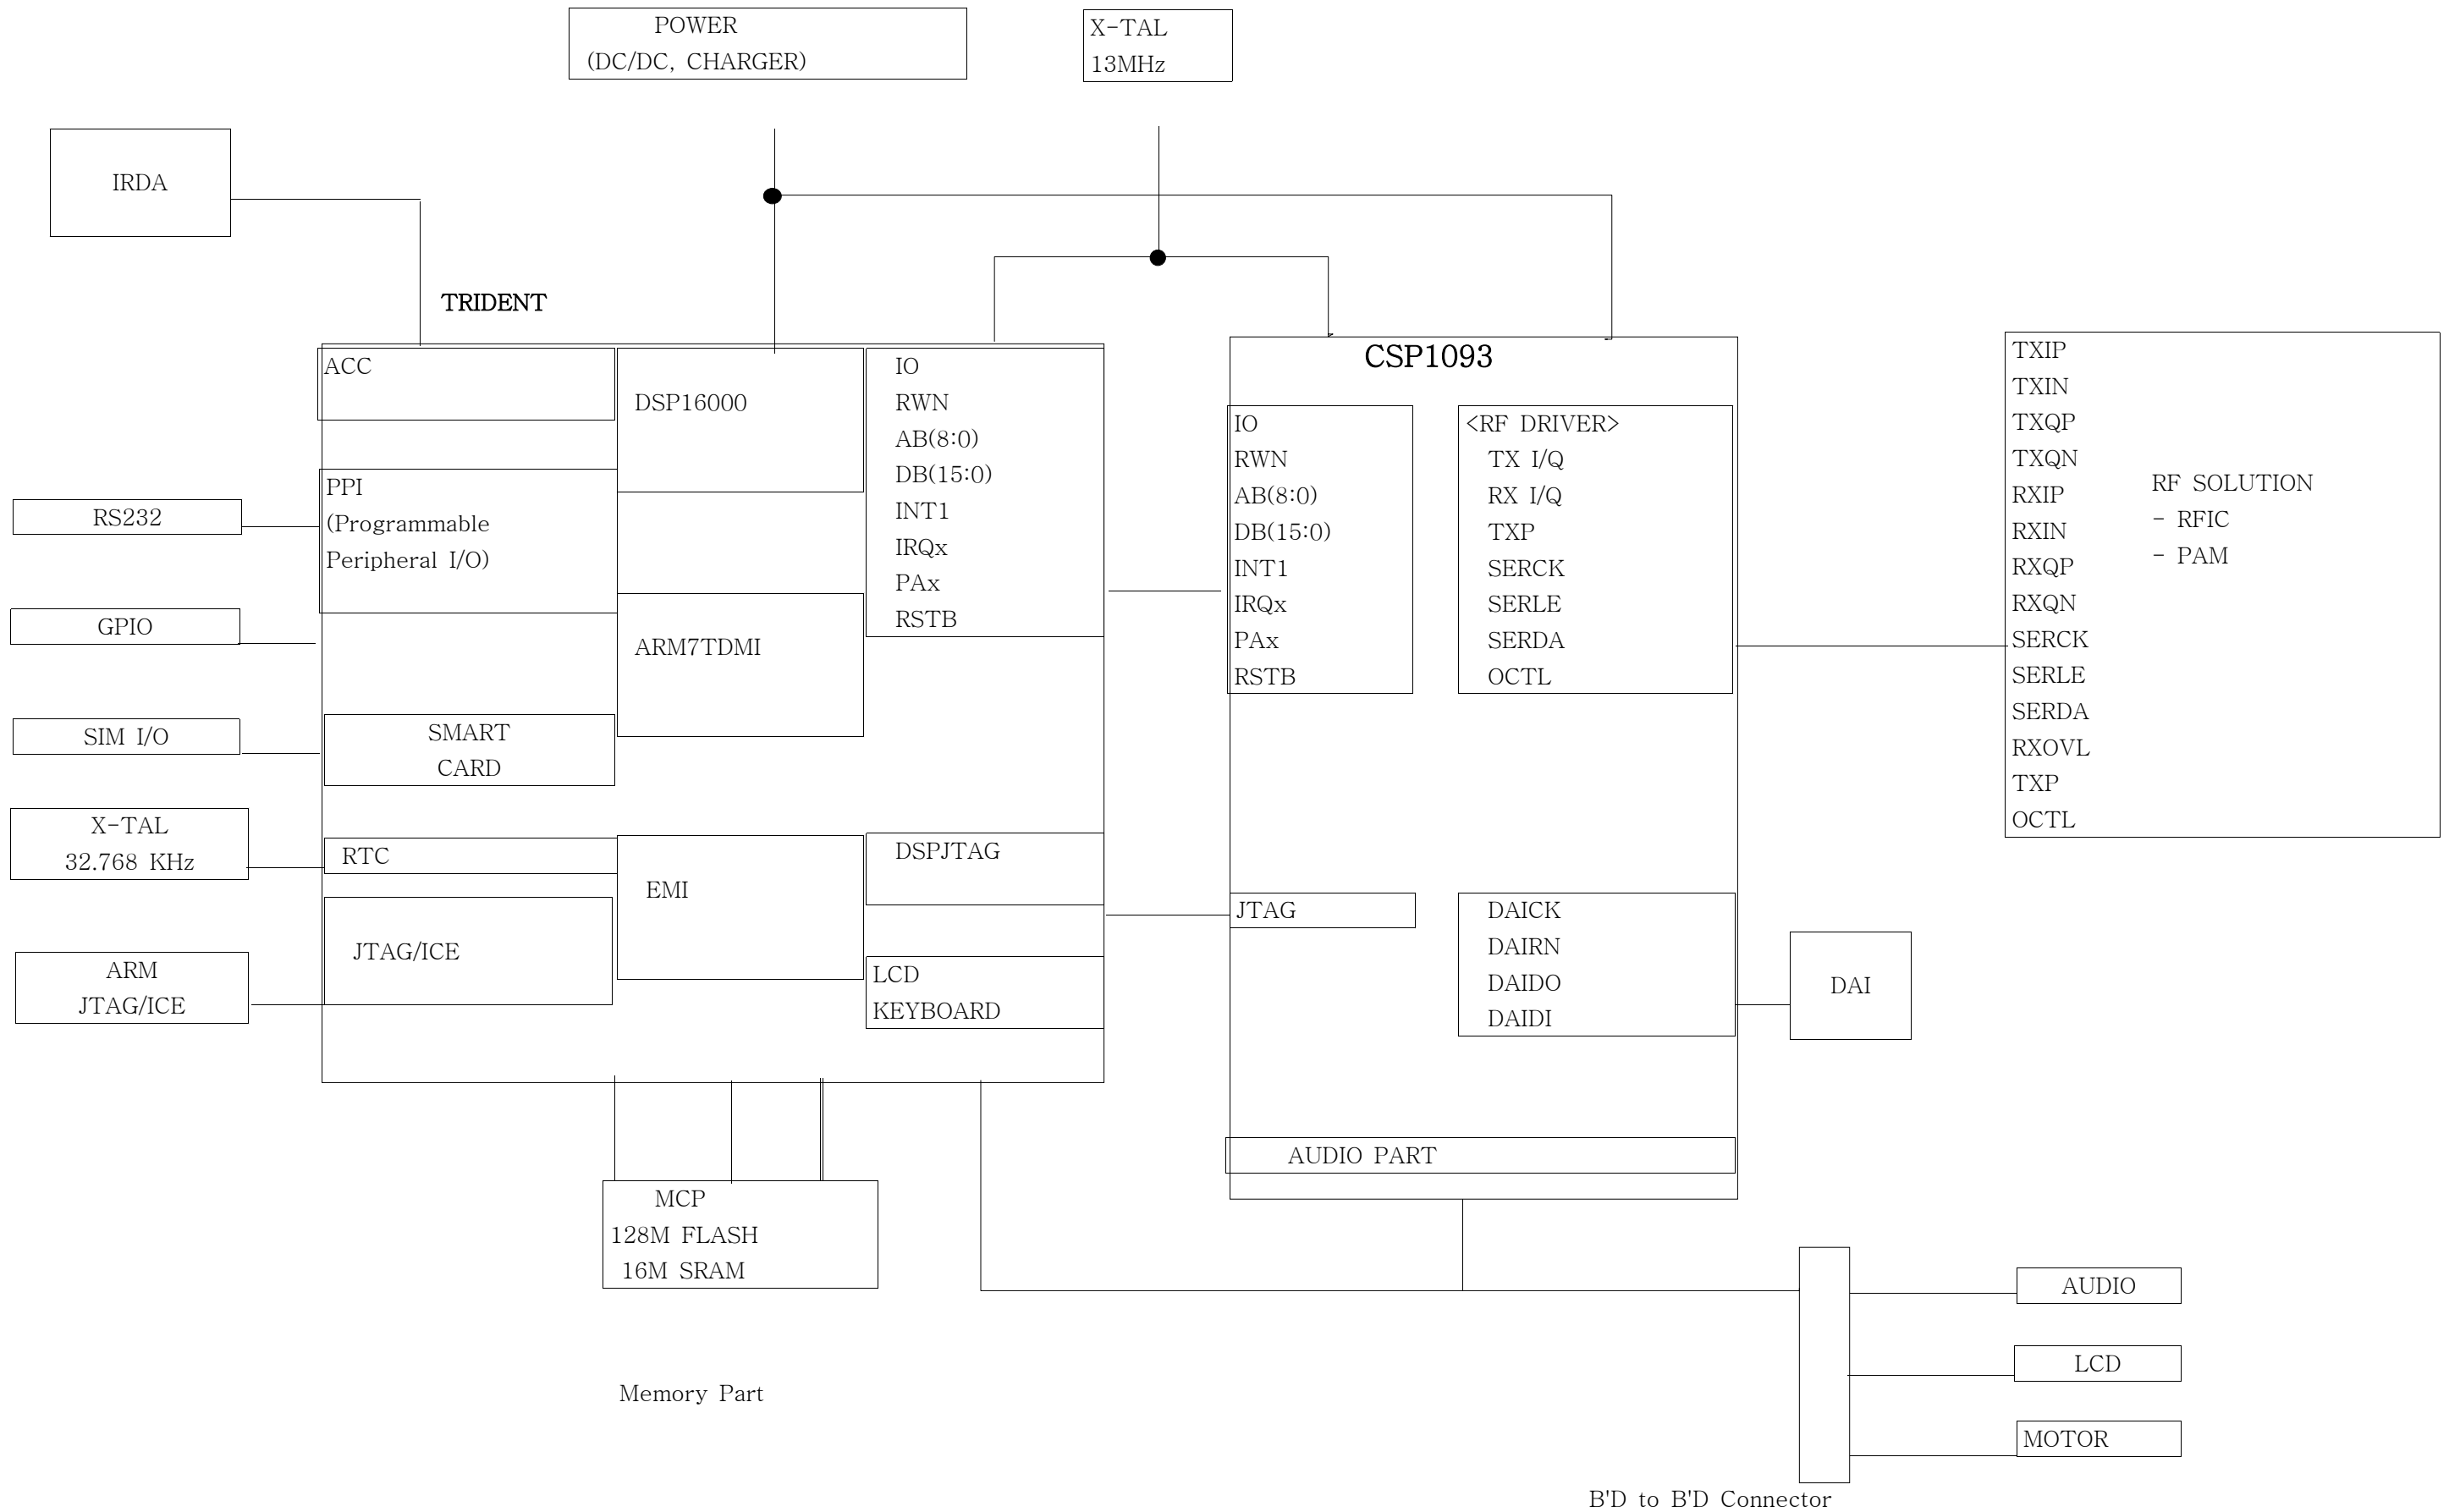 POWER
(DC/DC, CHARGER)
X-TAL
13MHz
IRDA
TRIDENT
ACC
PPI
(Programmable
Peripheral I/O)
DSP16000
ARM7TDMI
IO
RWN
AB(8:0)
DB(15:0)
INT1
IRQx
PAx
RSTB
RS232
GPIO
SIM I/O
X-TAL
32.768 KHz
ARM
JTAG/ICE
SMART
CARD
RTC
JTAG/ICE
EMI
DSPJTAG
LCD
KEYBOARD
CSP1093
IO
RWN
AB(8:0)
DB(15:0)
INT1
IRQx
PAx
RSTB
<RF DRIVER>
TX I/Q
RX I/Q
TXP
SERCK
SERLE
SERDA
OCTL
JTAG
DAICK
DAIRN
DAIDO
DAIDI
DAI
AUDIO PART
TXIP
TXIN
TXQP
TXQN
RXIP
RXIN
RXQP
RXQN
SERCK
SERLE
SERDA
RXOVL
TXP
OCTL
RF SOLUTION
- RFIC
- PAM
MCP
128M FLASH
16M SRAM
Memory Part
AUDIO
LCD
MOTOR
B'D to B'D Connector